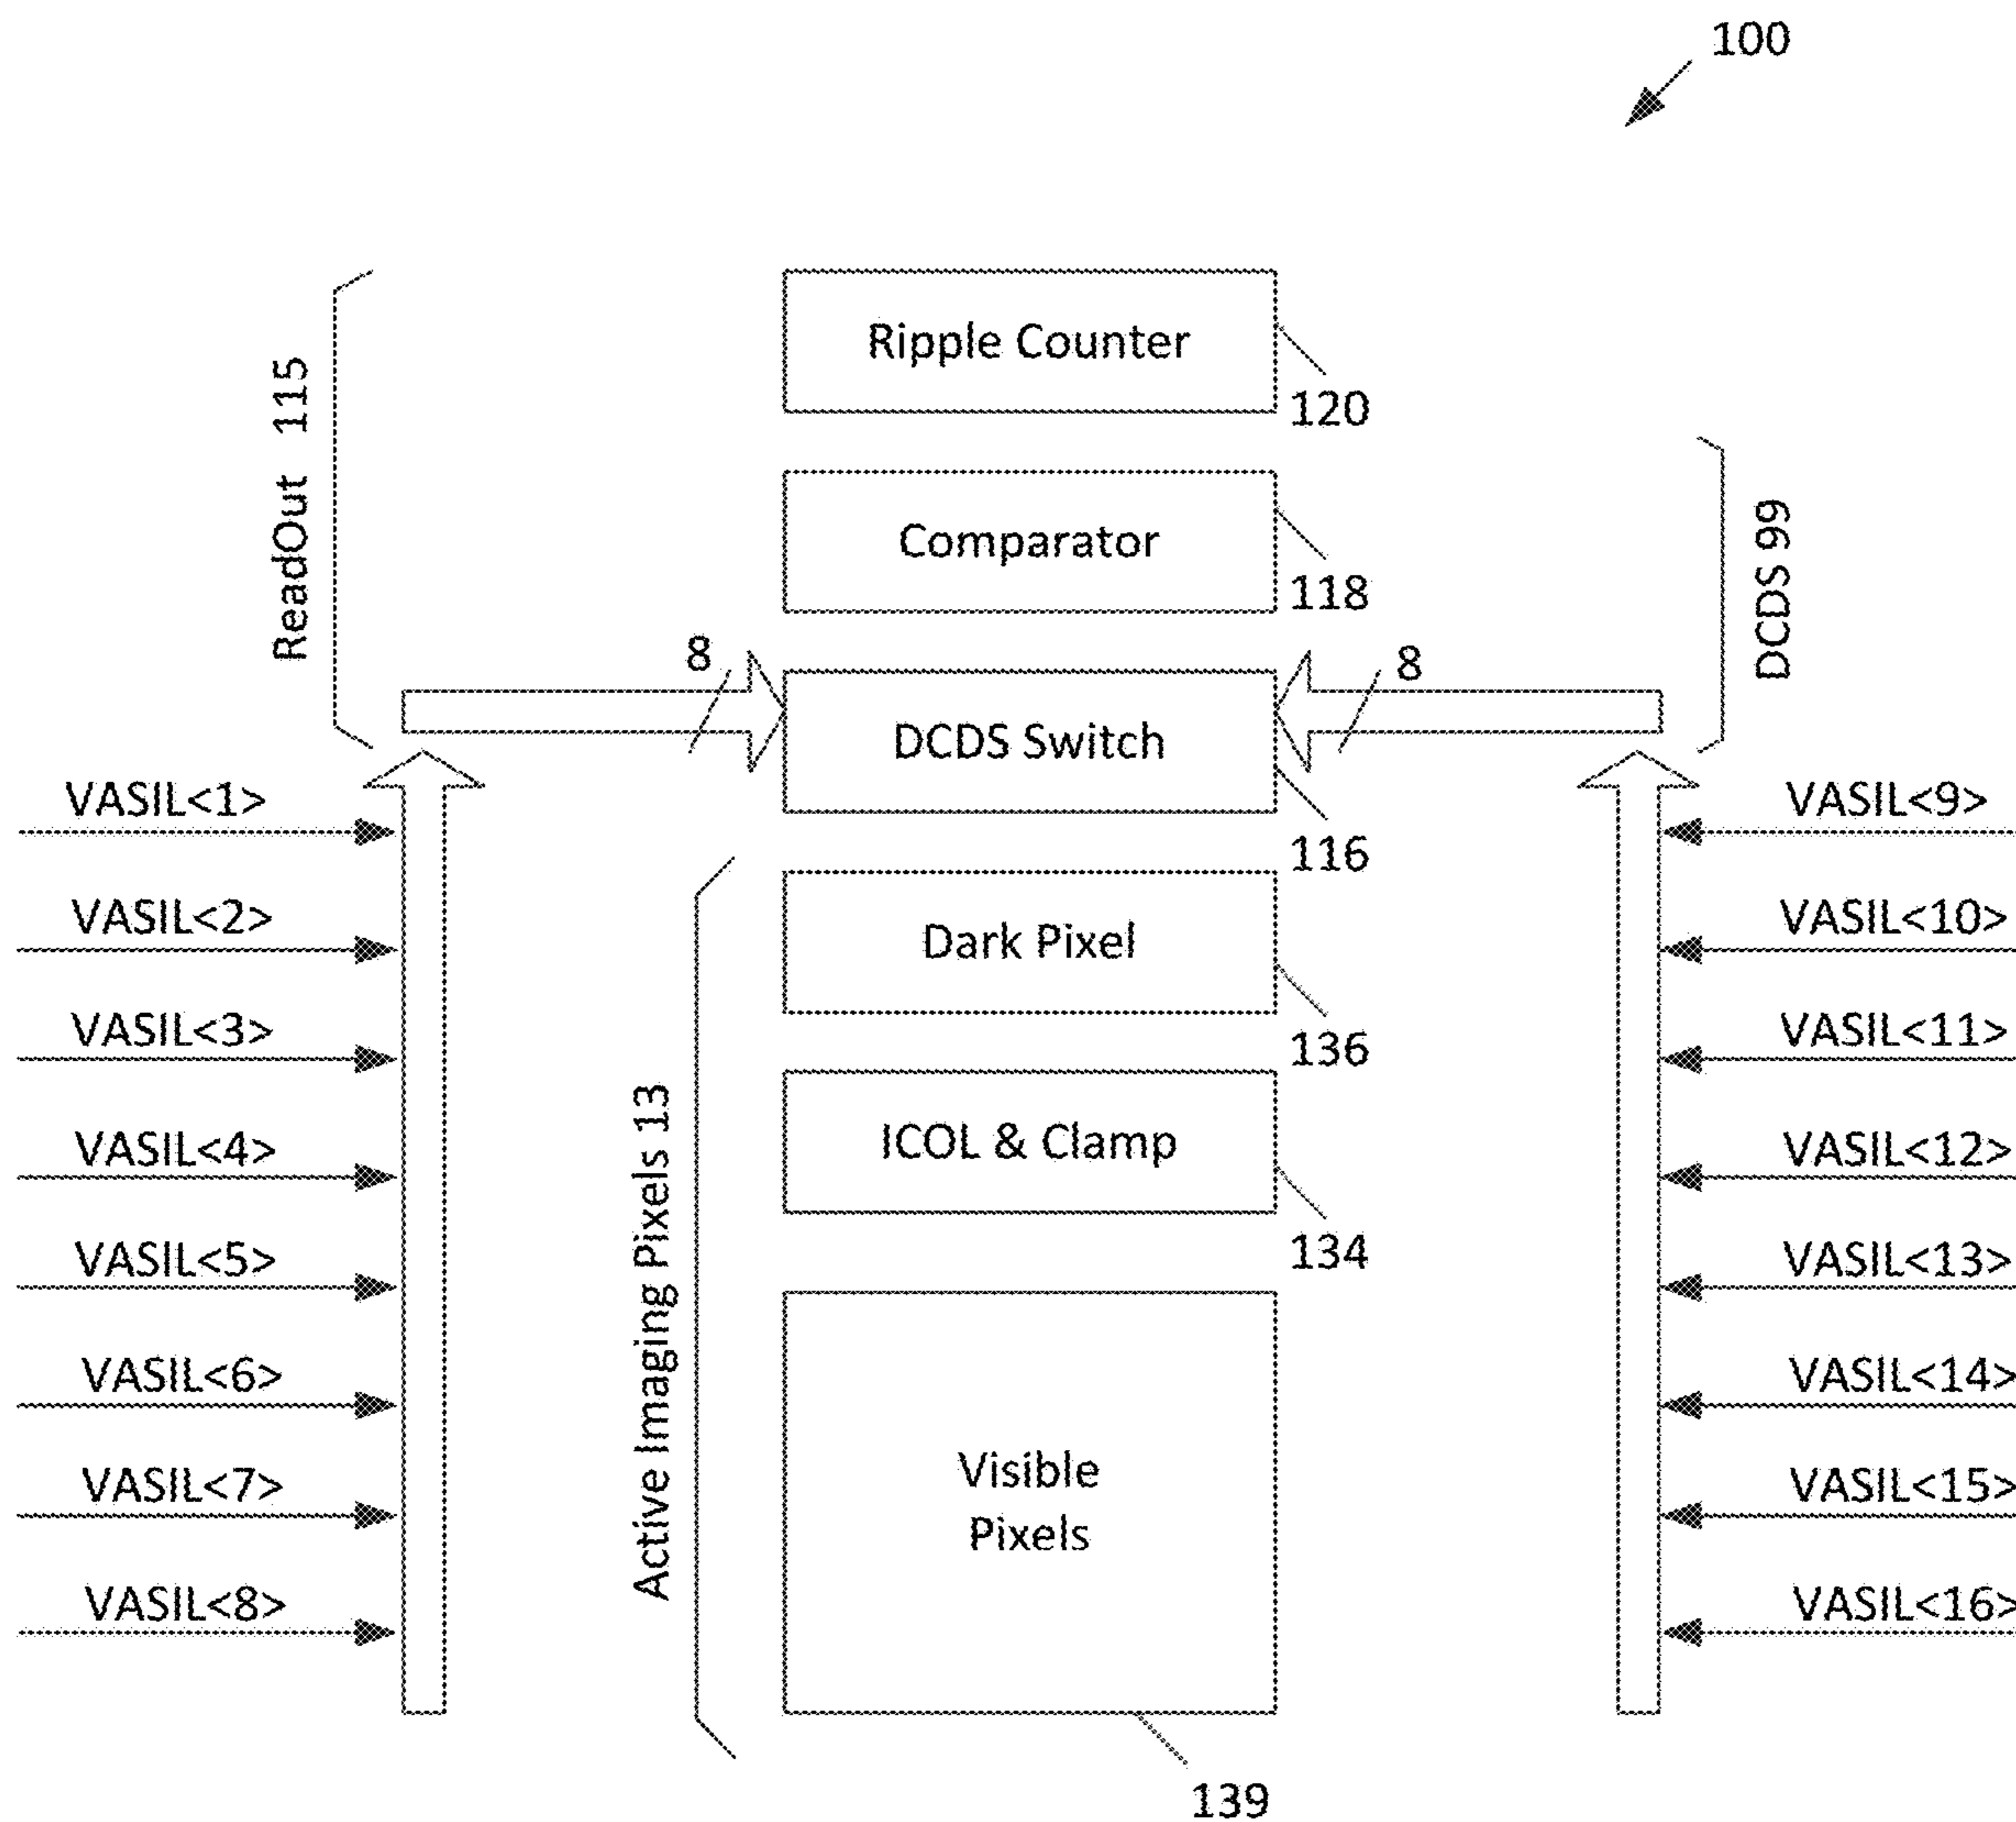 100
Ripple Counter
120
ReadOut 115
Comparator
118
DCDS 99
8
8
DCDS Switch
116
VASIL<1>
VASIL<9>
Dark Pixel
136
VASIL<2>
VASIL<10>
VASIL<3>
VASIL<11>
ICOL & Clamp
134
VASIL<4>
VASIL<12>
Active Imaging Pixels 13
VASIL<5>
VASIL<13>
VASIL<6>
VASIL<14>
Visible
Pixels
VASIL<7>
VASIL<15>
VASIL<8>
VASIL<16>
139